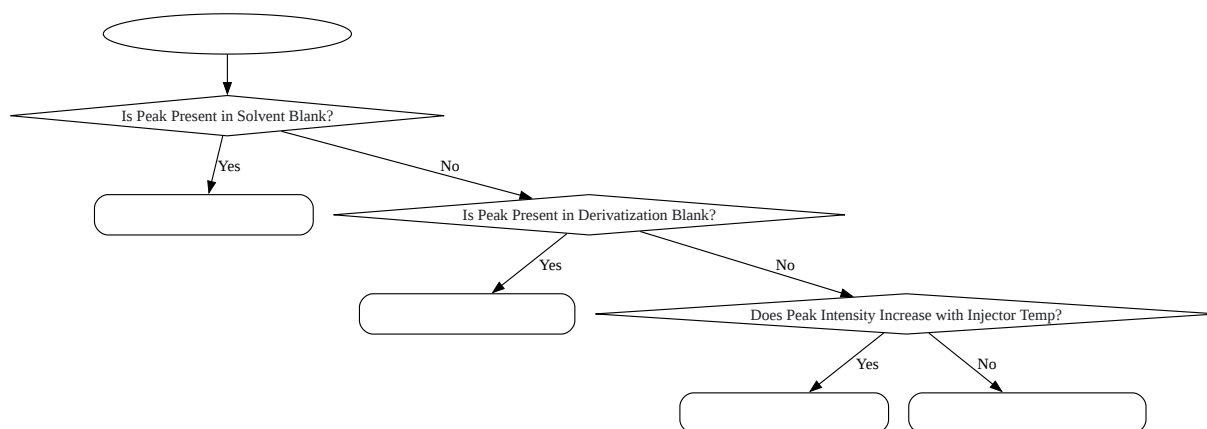 Is Peak Present in Solvent Blank?
Yes
No
Is Peak Present in Derivatization Blank?
Yes
No
Does Peak Intensity Increase with Injector Temp?
Yes
No